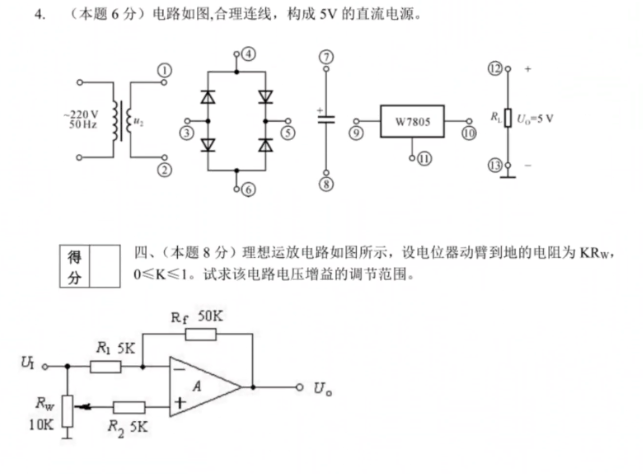 4. （本题 6 分）电路如图,合理连线，构成 5V 的直流电源。
① ④ ⑦ ⑫ +
~220 V
50 Hz
u₂ ③ ⑤ + ⑨ W7805 ⑩ R_L U_O=5 V
⑪
② ⑥ ⑧ ⑬ −
得
分
四、（本题 8 分）理想运放电路如图所示，设电位器动臂到地的电阻为 KRw，
0≤K≤1。试求该电路电压增益的调节范围。
Rf 50K
R₁ 5K
U_I − A
+ U_o
Rw
10K
R₂ 5K